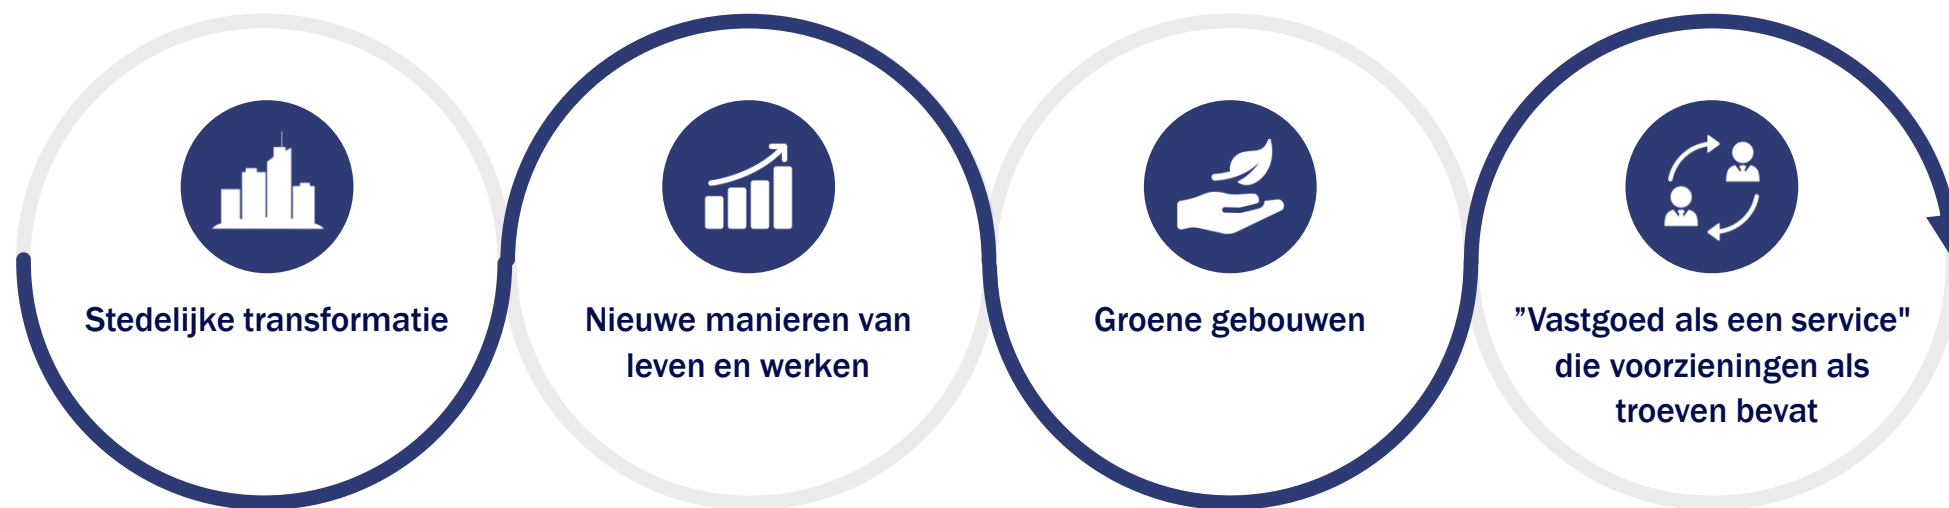 Stedelijke transformatie
Nieuwe manieren van
leven en werken
Groene gebouwen
”Vastgoed als een service"
die voorzieningen als
troeven bevat